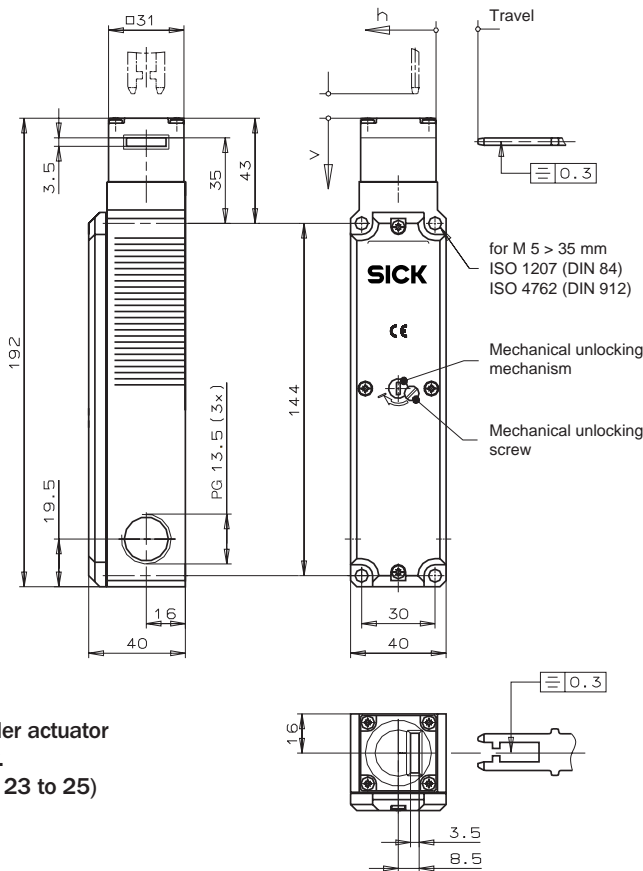 □31
h
Travel
3.5
35
43
v
⌯ 0.3
for M 5 > 35 mm
ISO 1207 (DIN 84)
ISO 4762 (DIN 912)
SICK
CE
192
144
Mechanical unlocking
mechanism
Mechanical unlocking
screw
PG 13.5 (3x)
19.5
16
40
30
40
⌯ 0.3
ler actuator
.
23 to 25)
16
3.5
8.5